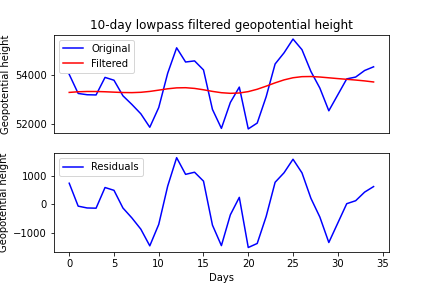 10-day lowpass filtered geopotential height
Geopotential height
54000
52000
Original
Filtered
Geopotential height
1000
0
−1000
Residuals
0 5 10 15 20 25 30 35
Days